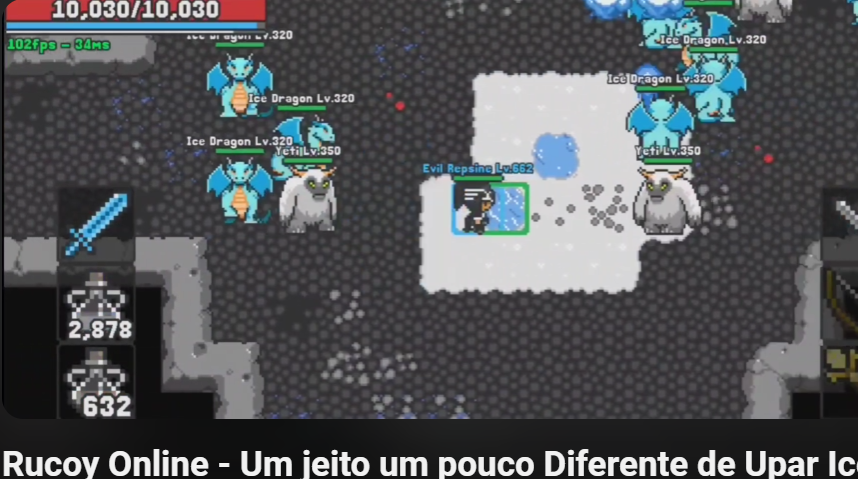 10,030/10,030
102fps - 34ms
Ice Dragon Lv.320
Ice Dragon Lv.320
Ice Dragon Lv.320
Ice Dragon Lv.320
Ice Dragon Lv.320
Yeti Lv.350
Yeti Lv.350
Evil Repsine Lv.662
2,878
632
Rucoy Online - Um jeito um pouco Diferente de Upar Ice